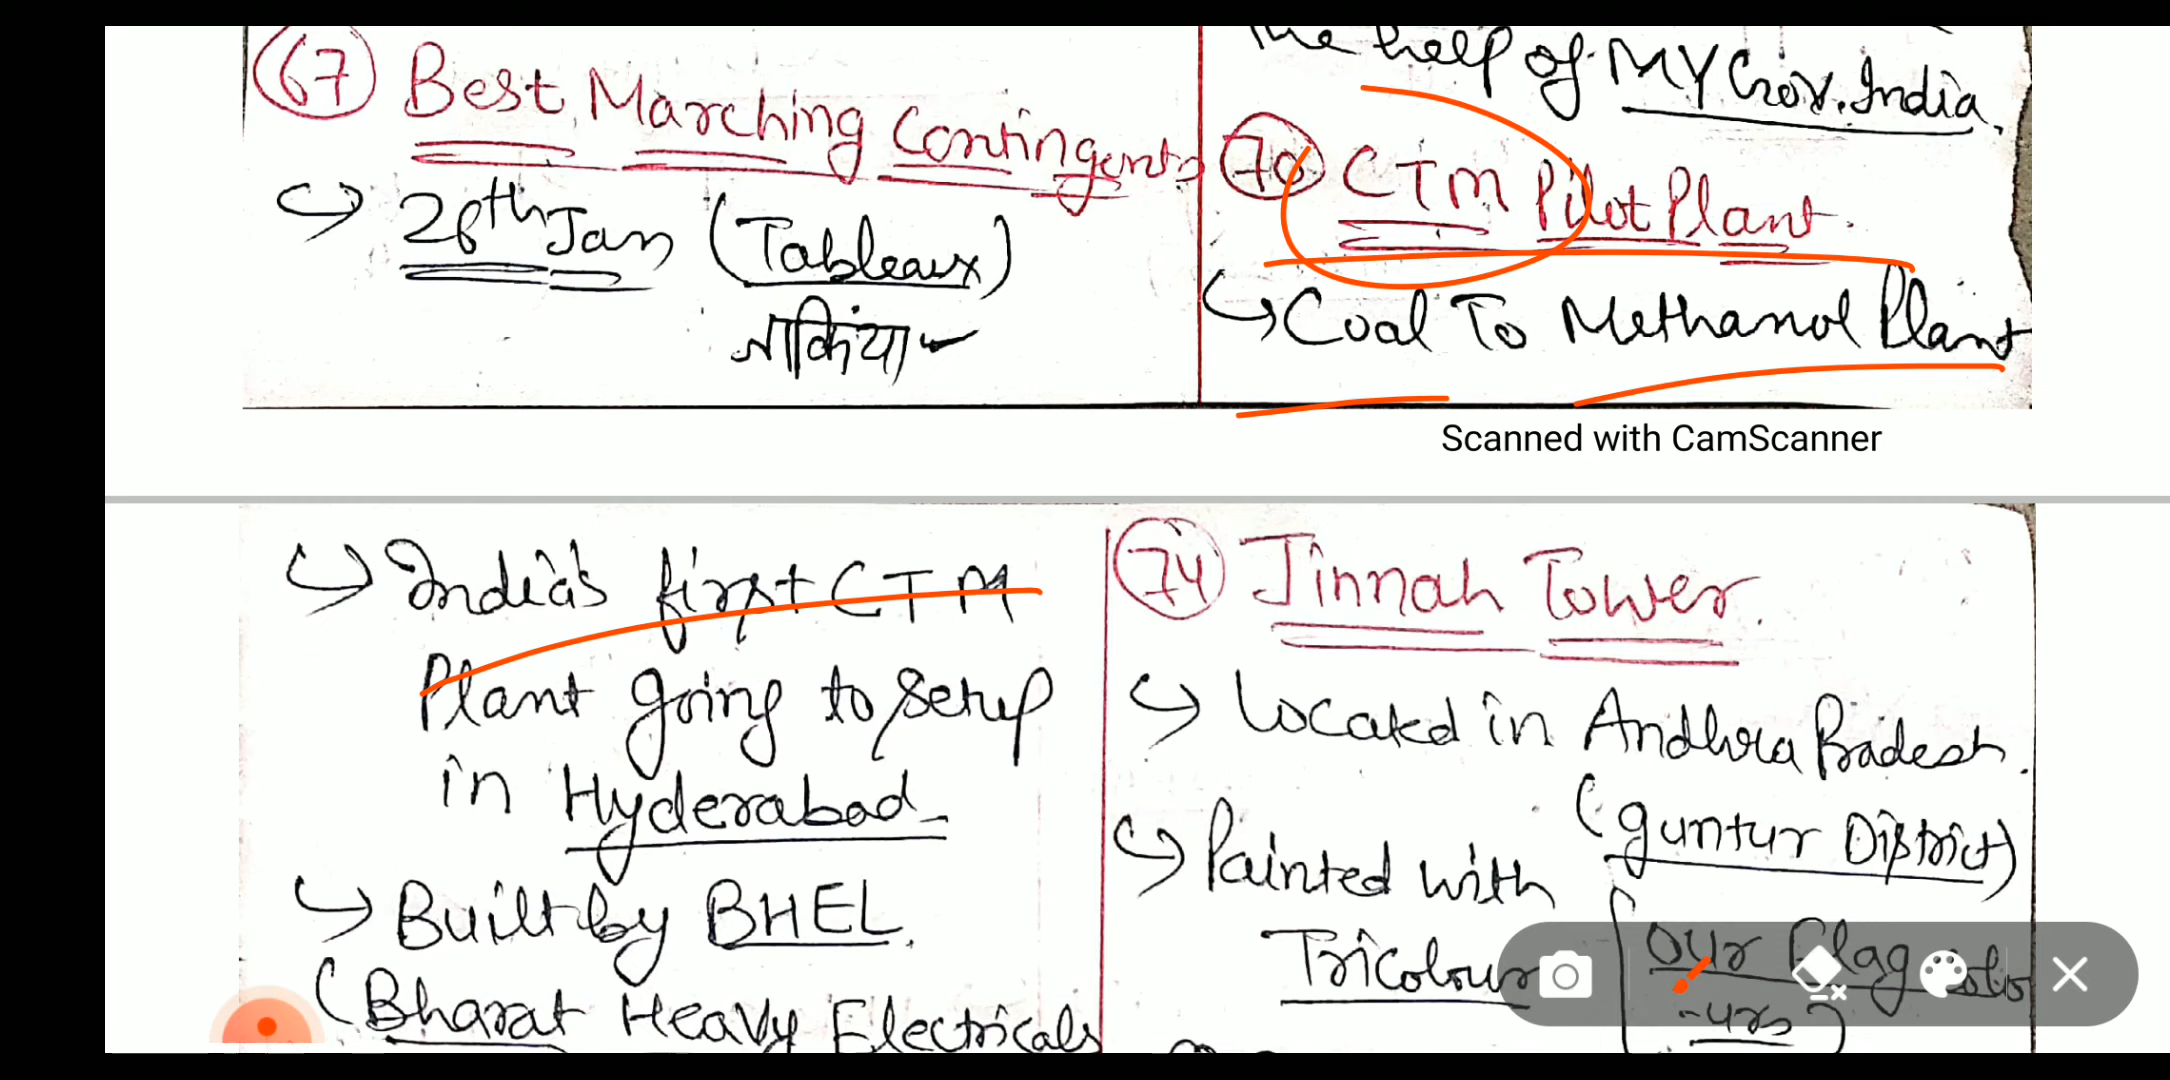 67 Best Marching Contingents
↪ 26th Jan (Tableaux)
the help of MY Gov. India.
70 CTM Pilot Plant.
↪ Coal To Methanol Plant
Scanned with CamScanner
↪ India's first CTM
Plant going to setup
in Hyderabad
↪ Built by BHEL.
(Bharat Heavy Electricals
74 Jinnah Tower.
↪ Located in Andhra Pradesh.
(guntur District)
↪ Painted with
Tricolour
(Our Flag Colo
-urs)